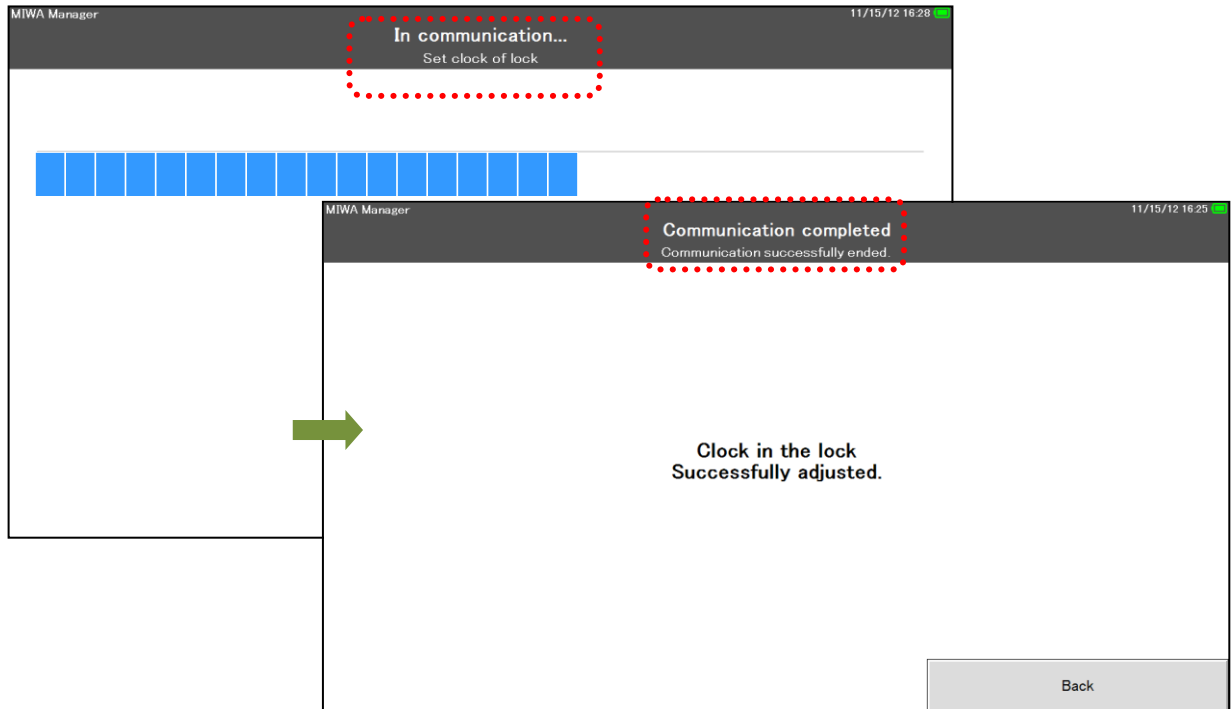 MIWA Manager
11/15/12 16:28
In communication...
Set clock of lock
MIWA Manager
11/15/12 16:25
Communication completed
Communication successfully ended.
Clock in the lock
Successfully adjusted.
Back